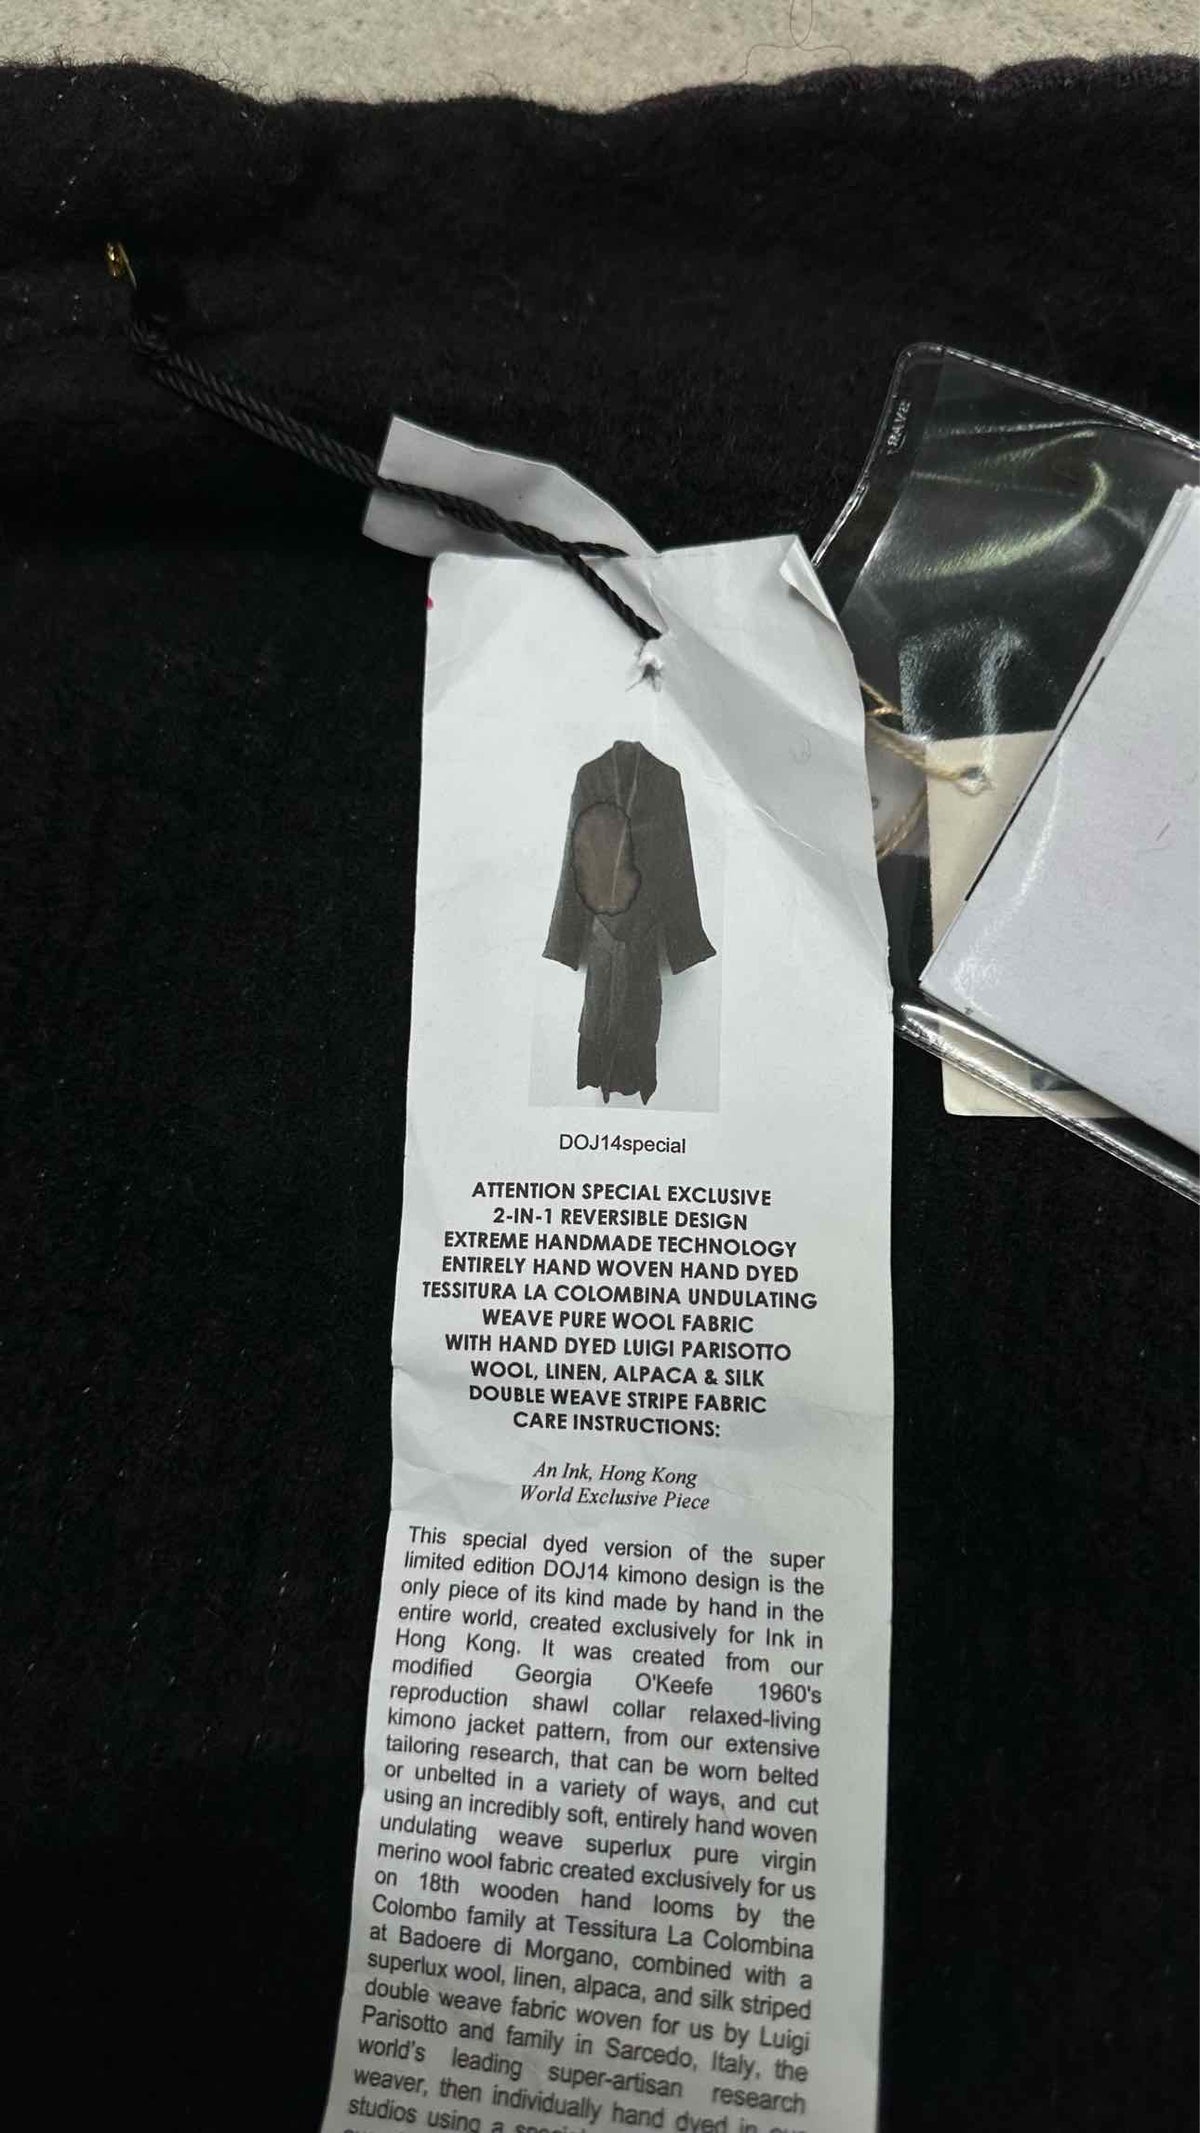 DOJ14special
ATTENTION SPECIAL EXCLUSIVE
2-IN-1 REVERSIBLE DESIGN
EXTREME HANDMADE TECHNOLOGY
ENTIRELY HAND WOVEN HAND DYED
TESSITURA LA COLOMBINA UNDULATING
WEAVE PURE WOOL FABRIC
WITH HAND DYED LUIGI PARISOTTO
WOOL, LINEN, ALPACA & SILK
DOUBLE WEAVE STRIPE FABRIC
CARE INSTRUCTIONS:
An Ink, Hong Kong
World Exclusive Piece
This special dyed version of the super
limited edition DOJ14 kimono design is the
only piece of its kind made by hand in the
entire world, created exclusively for Ink in
Hong Kong. It was created from our
modified Georgia O'Keefe 1960's
reproduction shawl collar relaxed-living
kimono jacket pattern, from our extensive
tailoring research, that can be worn belted
or unbelted in a variety of ways, and cut
using an incredibly soft, entirely hand woven
undulating weave superlux pure virgin
merino wool fabric created exclusively for us
on 18th wooden hand looms by the
Colombo family at Tessitura La Colombina
at Badoere di Morgano, combined with a
superlux wool, linen, alpaca, and silk striped
double weave fabric woven for us by Luigi
Parisotto and family in Sarcedo, Italy, the
world's leading super-artisan research
weaver, then individually hand dyed in our
studios using a